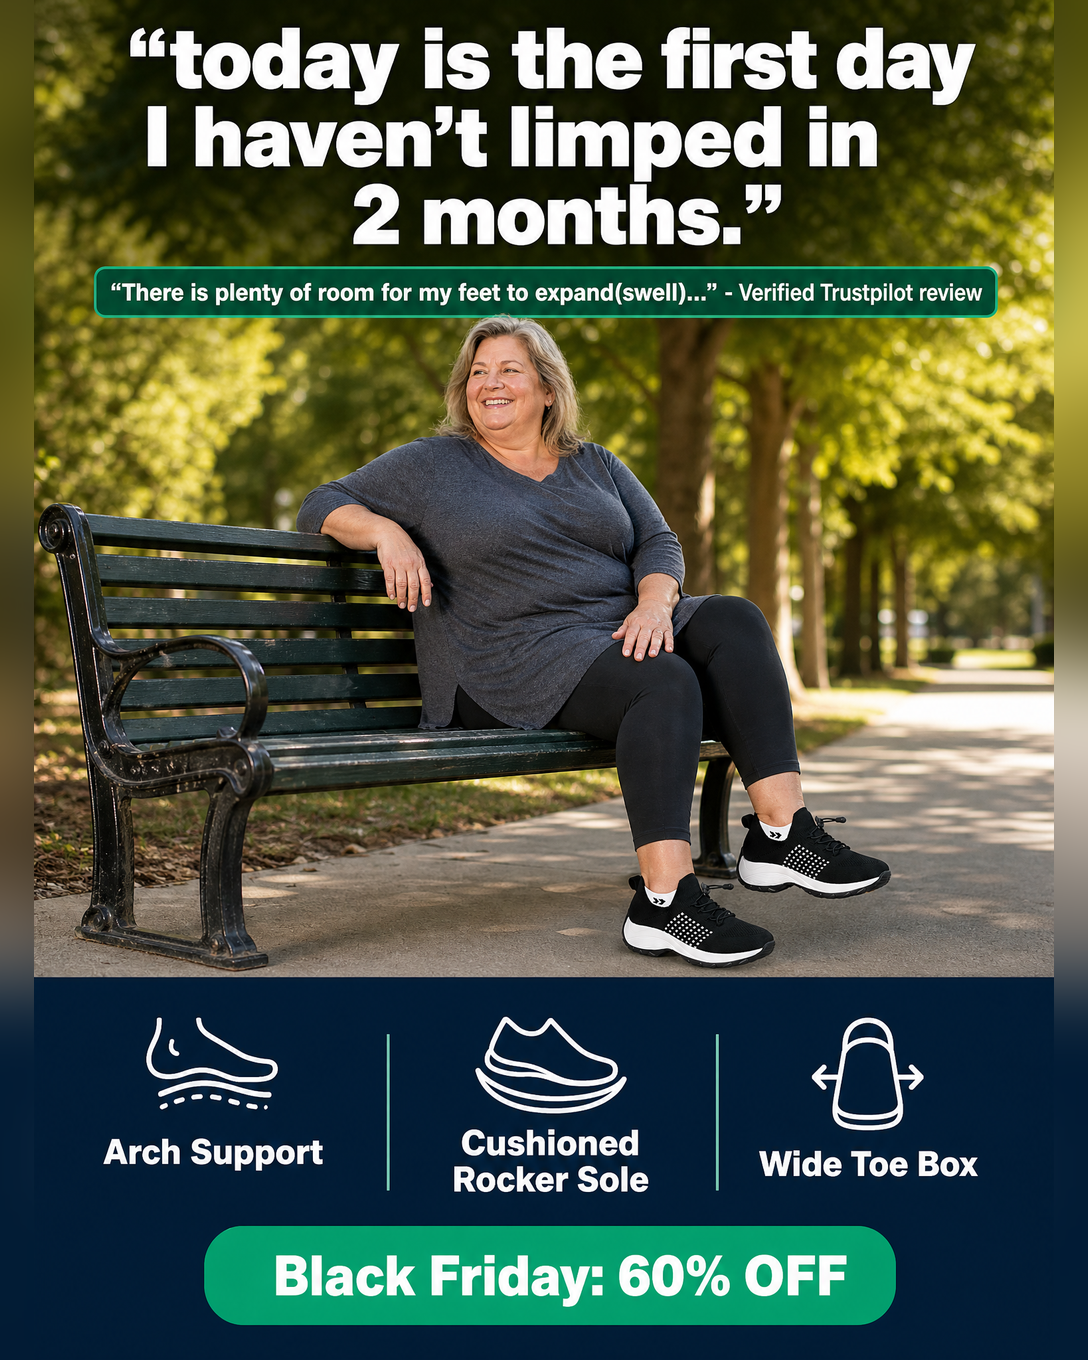 “today is the first day
I haven’t limped in
2 months.”
“There is plenty of room for my feet to expand(swell)...” - Verified Trustpilot review
Arch Support
Cushioned
Rocker Sole
Wide Toe Box
Black Friday: 60% OFF